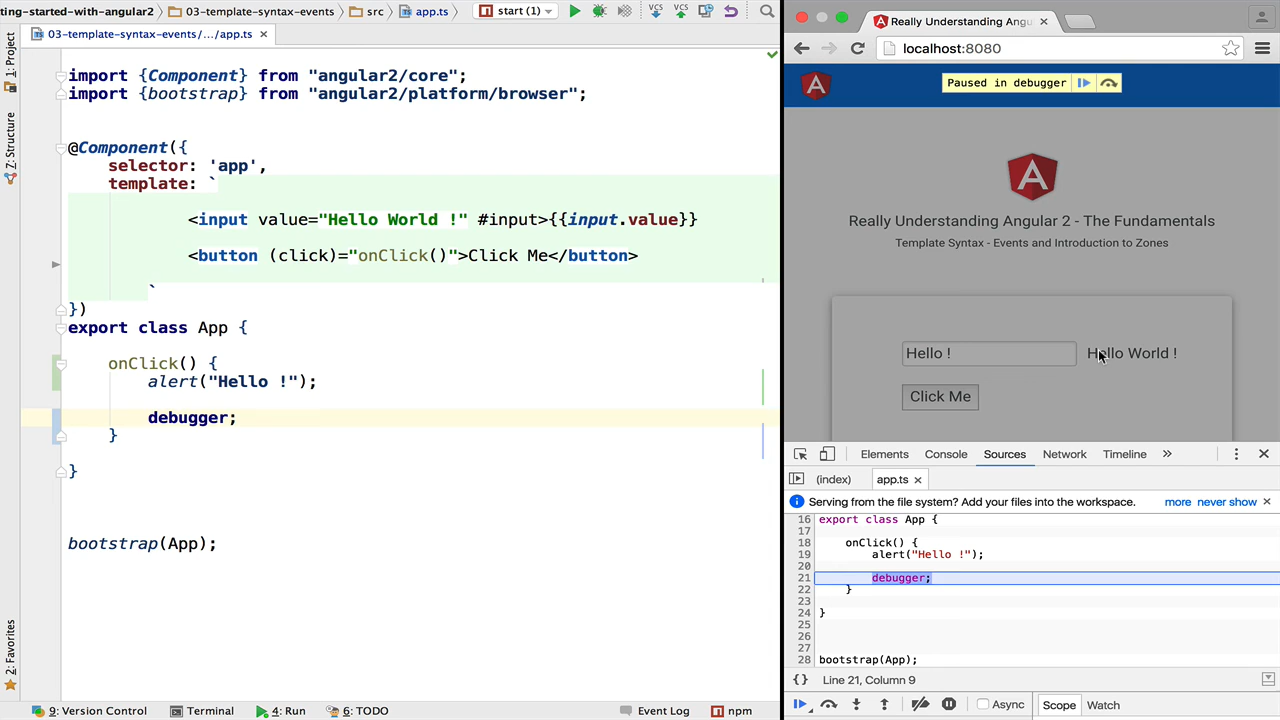 ting-started-with-angular2 03-template-syntax-events src app.ts start (1)
03-template-syntax-events/.../app.ts ×
1: Project
Z: Structure
2: Favorites
import {Component} from "angular2/core";
import {bootstrap} from "angular2/platform/browser";
@Component({
selector: 'app',
template: `
<input value="Hello World !" #input>{{input.value}}
<button (click)="onClick()">Click Me</button>
`
})
export class App {
onClick() {
alert("Hello !");
debugger;
}
}
bootstrap(App);
9: Version Control Terminal 4: Run 6: TODO Event Log npm
VCS VCS
Really Understanding Angu ×
localhost:8080
Paused in debugger
Really Understanding Angular 2 - The Fundamentals
Template Syntax - Events and Introduction to Zones
Hello ! Hello World !
Click Me
Elements Console Sources Network Timeline »
(index) app.ts ×
Serving from the file system? Add your files into the workspace. more never show ×
16 export class App {
17
18 onClick() {
19 alert("Hello !");
20
21 debugger;
22 }
23
24 }
25
26
27
28 bootstrap(App);
{} Line 21, Column 9
Async Scope Watch